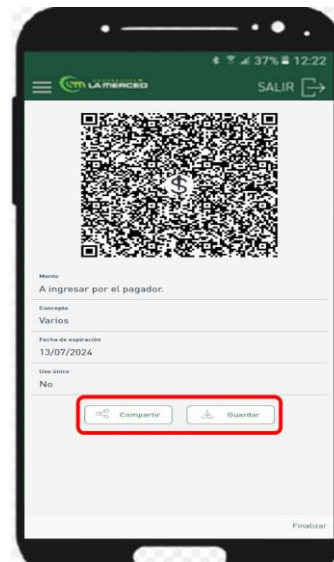 37% 12:22
LA MERCED
SALIR
$
Monto
A ingresar por el pagador.
Concepto
Varios
Fecha de expiración
13/07/2024
Uso único
No
Compartir
Guardar
Finalizar